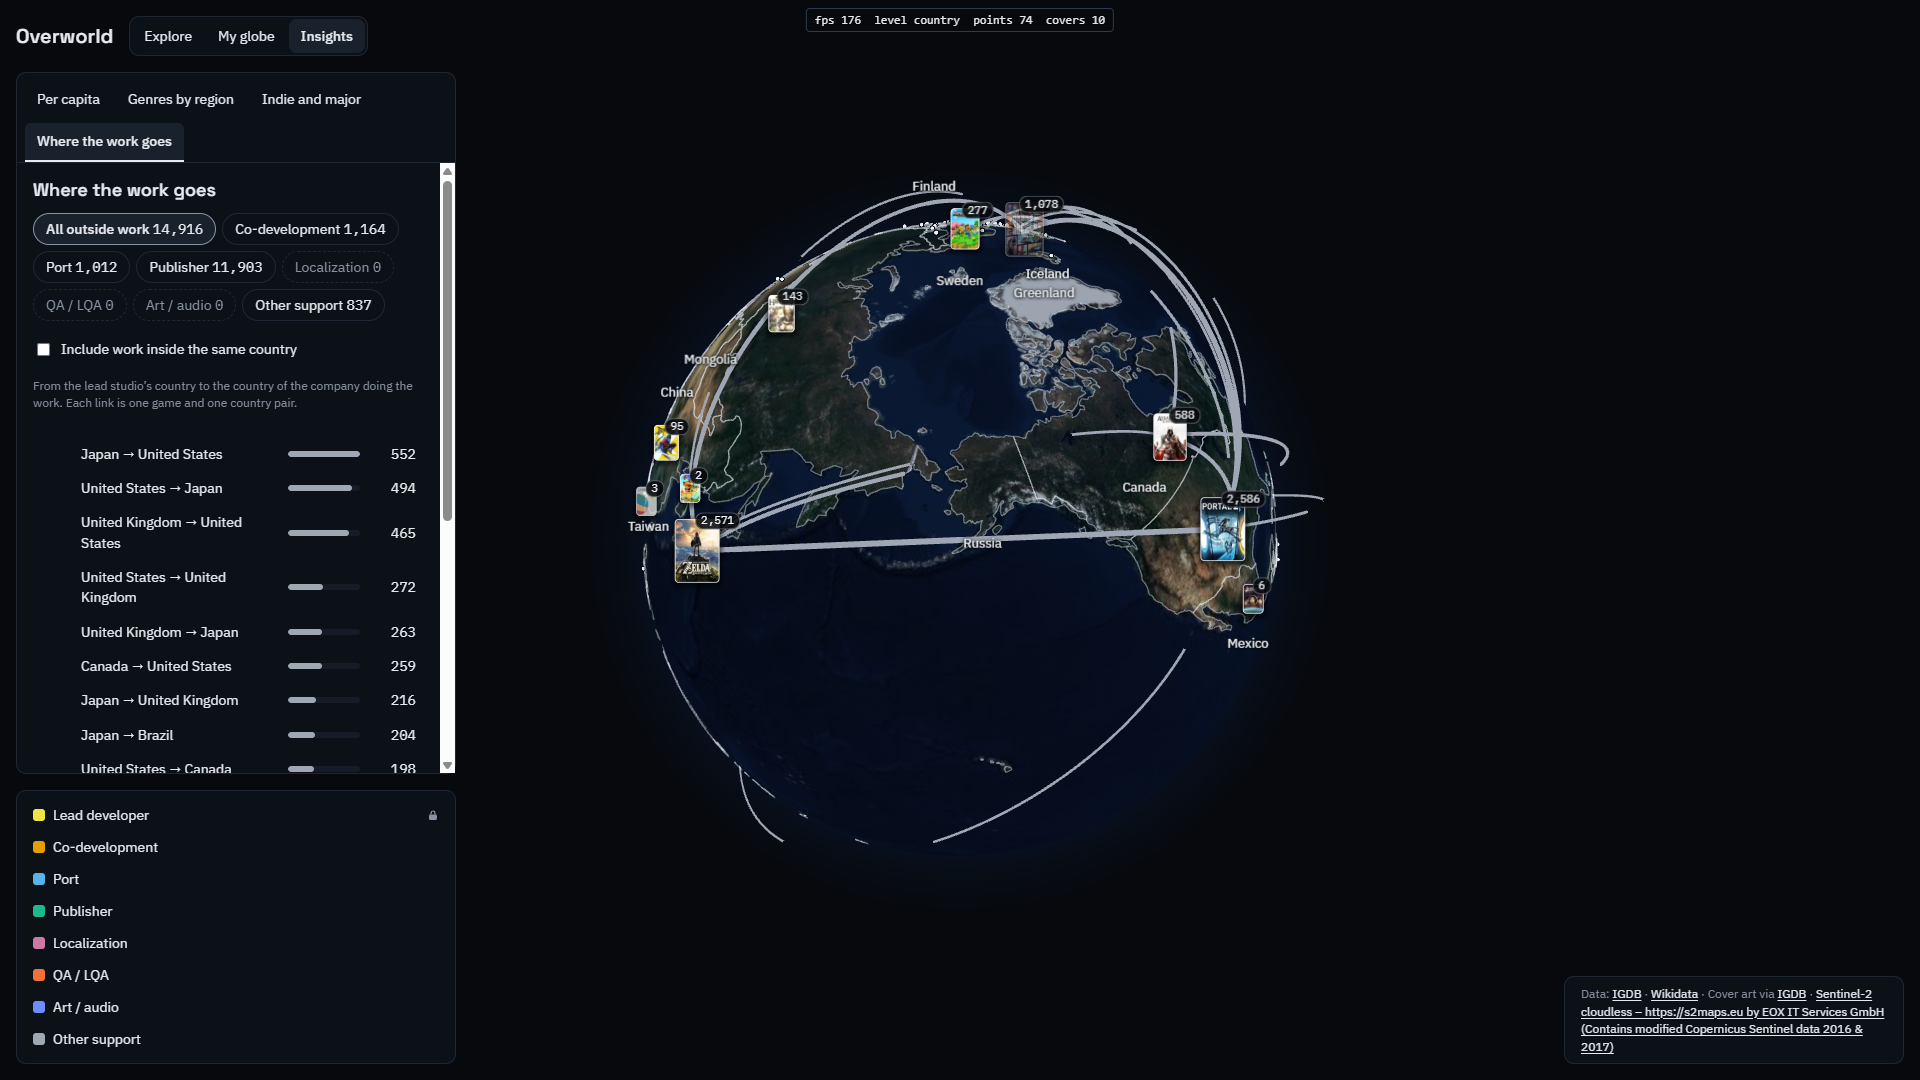 fps 176 level country points 74 covers 10
Overworld
Explore
My globe
Insights
Per capita
Genres by region
Indie and major
Where the work goes
Where the work goes
All outside work 14,916
Co-development 1,164
Port 1,012
Publisher 11,903
Localization 0
QA / LQA 0
Art / audio 0
Other support 837
Include work inside the same country
From the lead studio's country to the country of the company doing the
work. Each link is one game and one country pair.
Japan → United States 552
United States → Japan 494
United Kingdom → United
States 465
United States → United
Kingdom 272
United Kingdom → Japan 263
Canada → United States 259
Japan → United Kingdom 216
Japan → Brazil 204
United States → Canada 198
Lead developer
Co-development
Port
Publisher
Localization
QA / LQA
Art / audio
Other support
Finland
277
1,078
Sweden
Iceland
Greenland
143
Mongolia
China
95
588
2
3
Canada
2,586
PORTAL
Taiwan
2,571
ZELDA
Russia
6
Mexico
Data: IGDB · Wikidata · Cover art via IGDB · Sentinel-2
cloudless – https://s2maps.eu by EOX IT Services GmbH
(Contains modified Copernicus Sentinel data 2016 &
2017)